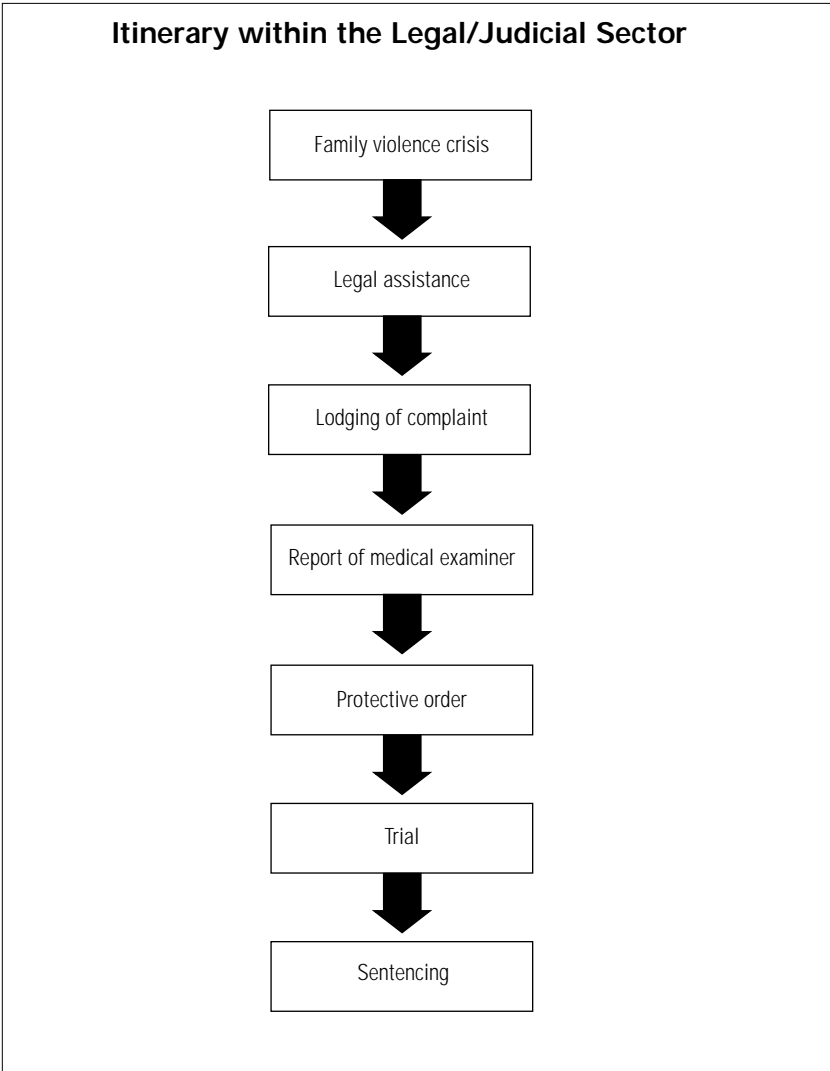 Itinerary within the Legal/Judicial Sector
Family violence crisis
Legal assistance
Lodging of complaint
Report of medical examiner
Protective order
Trial
Sentencing